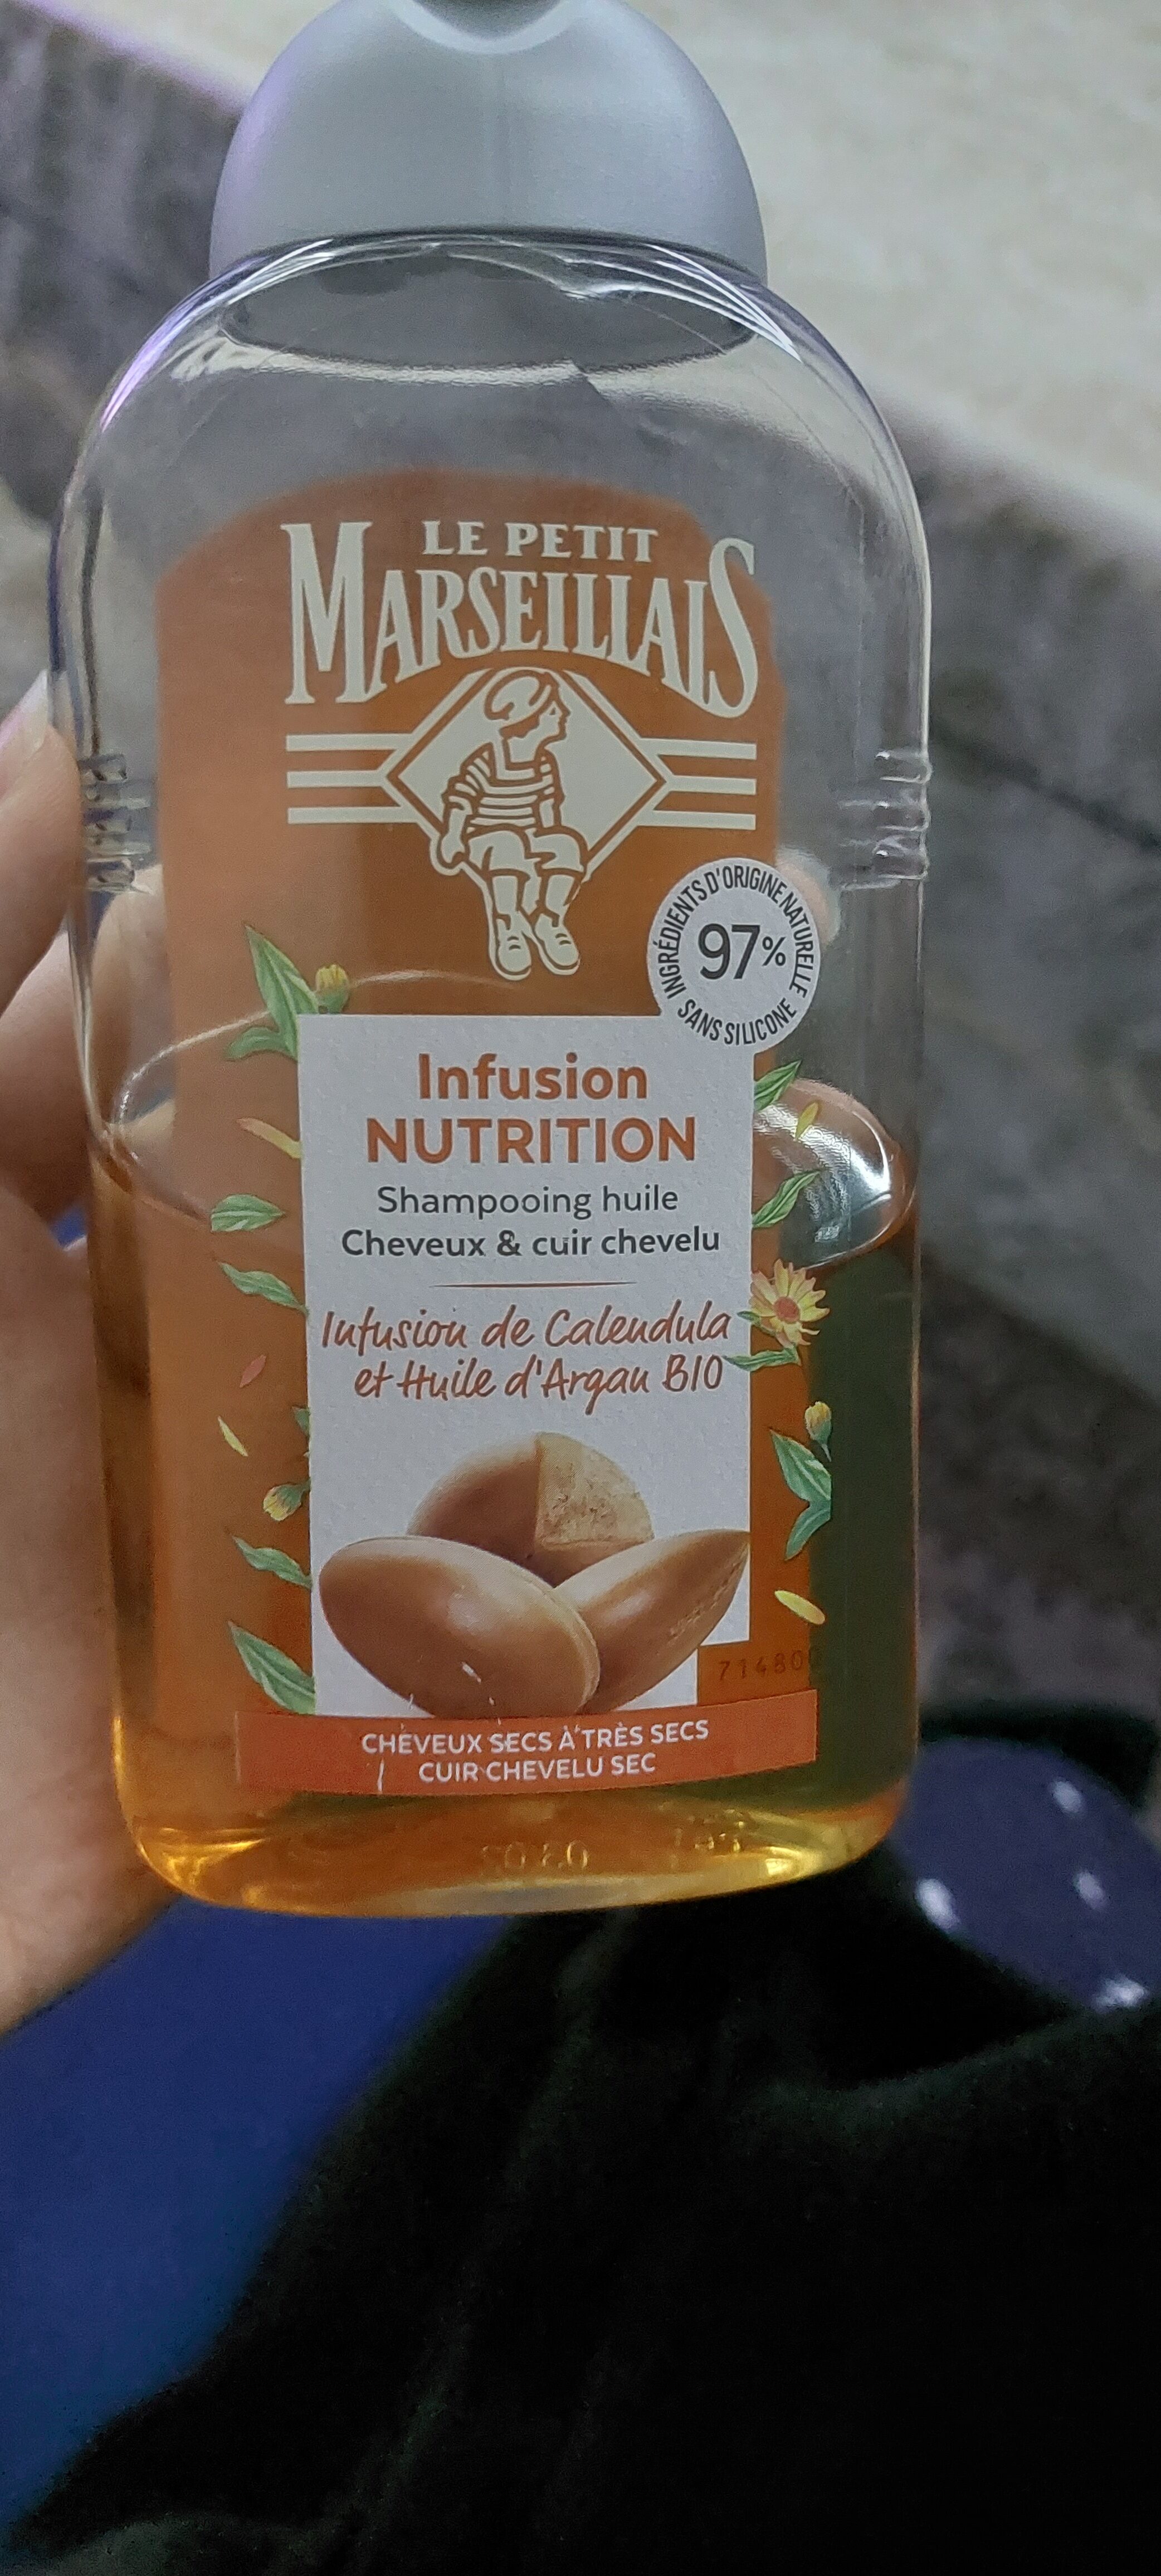 LE PETIT
MARSEILLAIS
INGRÉDIENTS D'ORIGINE NATURELLE
97%
SANS SILICONE
Infusion
NUTRITION
Shampooing huile
Cheveux & cuir chevelu
Infusion de Calendula
et Huile d'Argan BIO
CHEVEUX SECS À TRÈS SECS
CUIR CHEVELU SEC